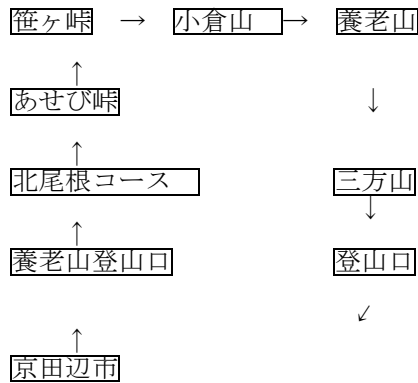 笹ヶ峠 → 小倉山 → 養老山
↑
あせび峠 ↓
↑
北尾根コース 三方山
↑ ↓
養老山登山口 登山口
↑ ↙
京田辺市